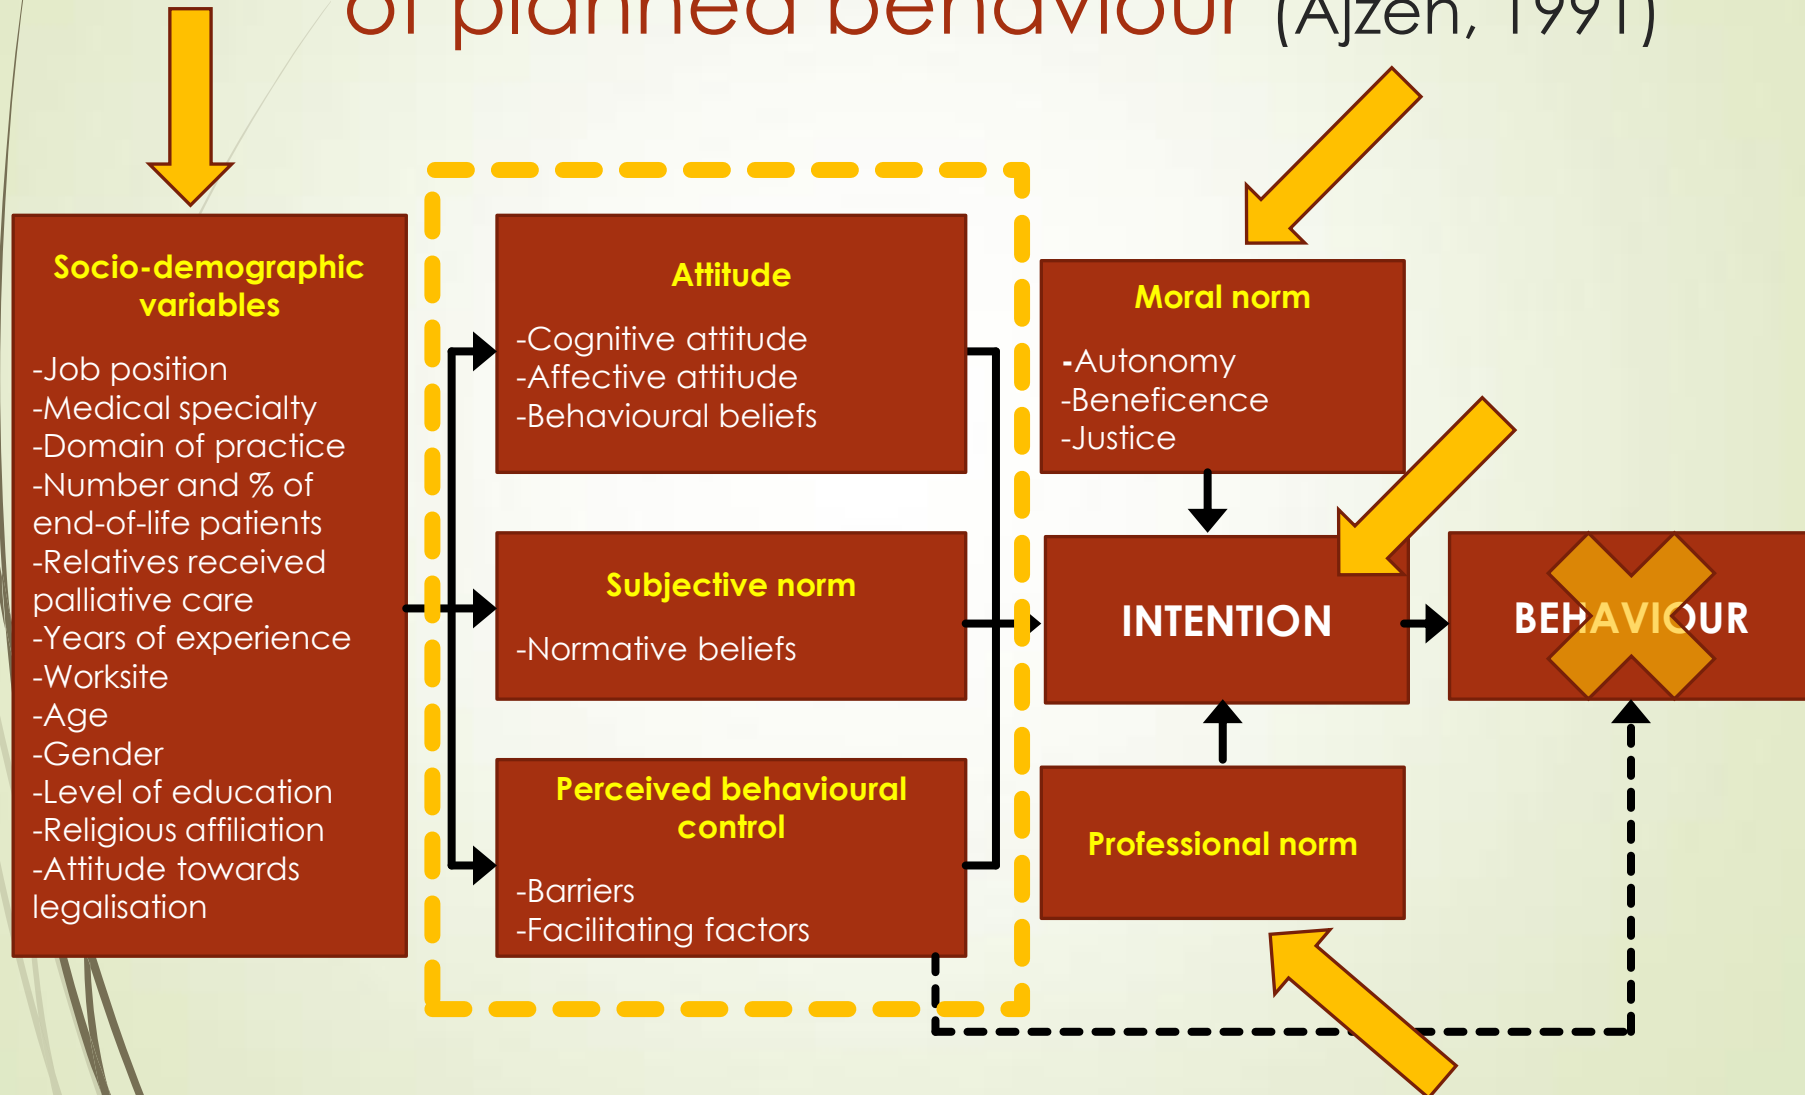 of planned behaviour (Ajzen, 1991)
Socio-demographic
variables
-Job position
-Medical specialty
-Domain of practice
-Number and % of
end-of-life patients
-Relatives received
palliative care
-Years of experience
-Worksite
-Age
-Gender
-Level of education
-Religious affiliation
-Attitude towards
legalisation
Attitude
-Cognitive attitude
-Affective attitude
-Behavioural beliefs
Subjective norm
-Normative beliefs
Perceived behavioural
control
-Barriers
-Facilitating factors
Moral norm
-Autonomy
-Beneficence
-Justice
INTENTION
Professional norm
BEHAVIOUR